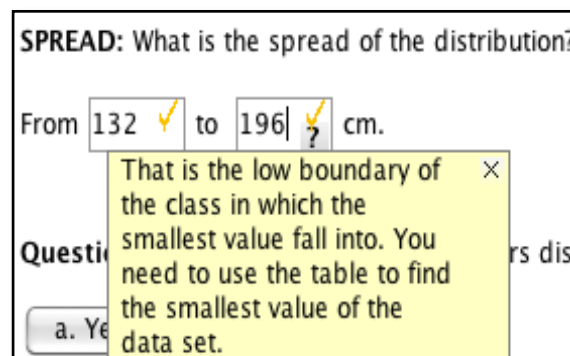 SPREAD: What is the spread of the distribution?
From 132 to 196 ? cm.
That is the low boundary of
the class in which the
smallest value fall into. You
need to use the table to find
the smallest value of the
data set.
Questi rs dis
a. Ye